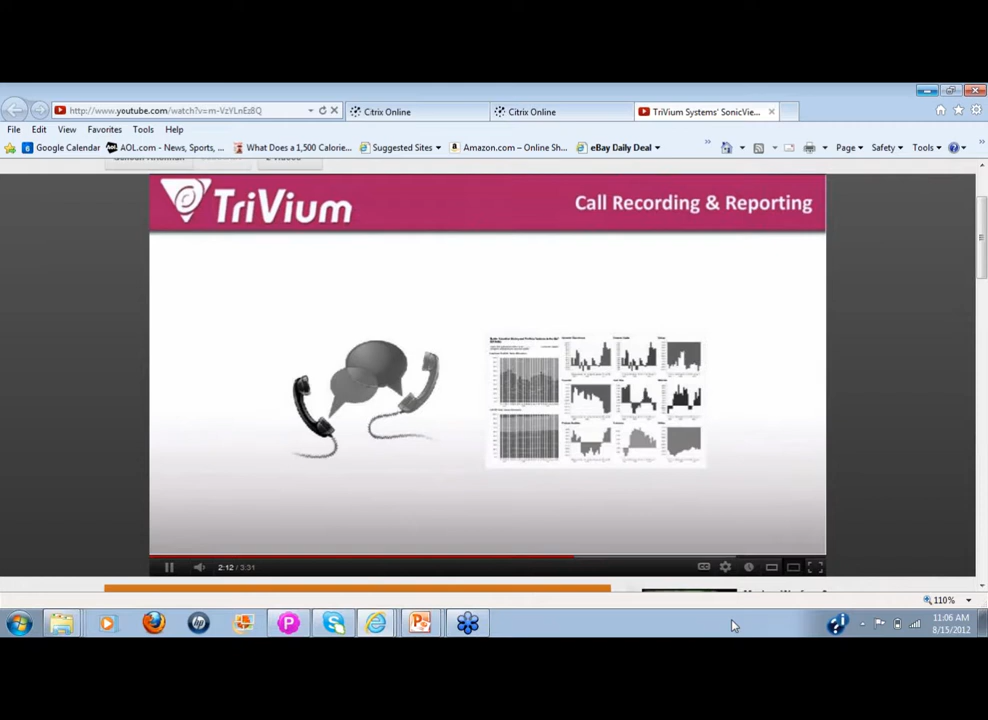 http://www.youtube.com/watch?v=m-VzYLnEz8Q
Citrix Online
Citrix Online
TriVium Systems' SonicVie...
File Edit View Favorites Tools Help
Google Calendar
AOL.com - News, Sports, ...
What Does a 1,500 Calorie...
Suggested Sites
Amazon.com – Online Sh...
eBay Daily Deal
Page
Safety
Tools
TriVium
Call Recording & Reporting
2:12 / 3:31
CC
110%
11:06 AM
8/15/2012